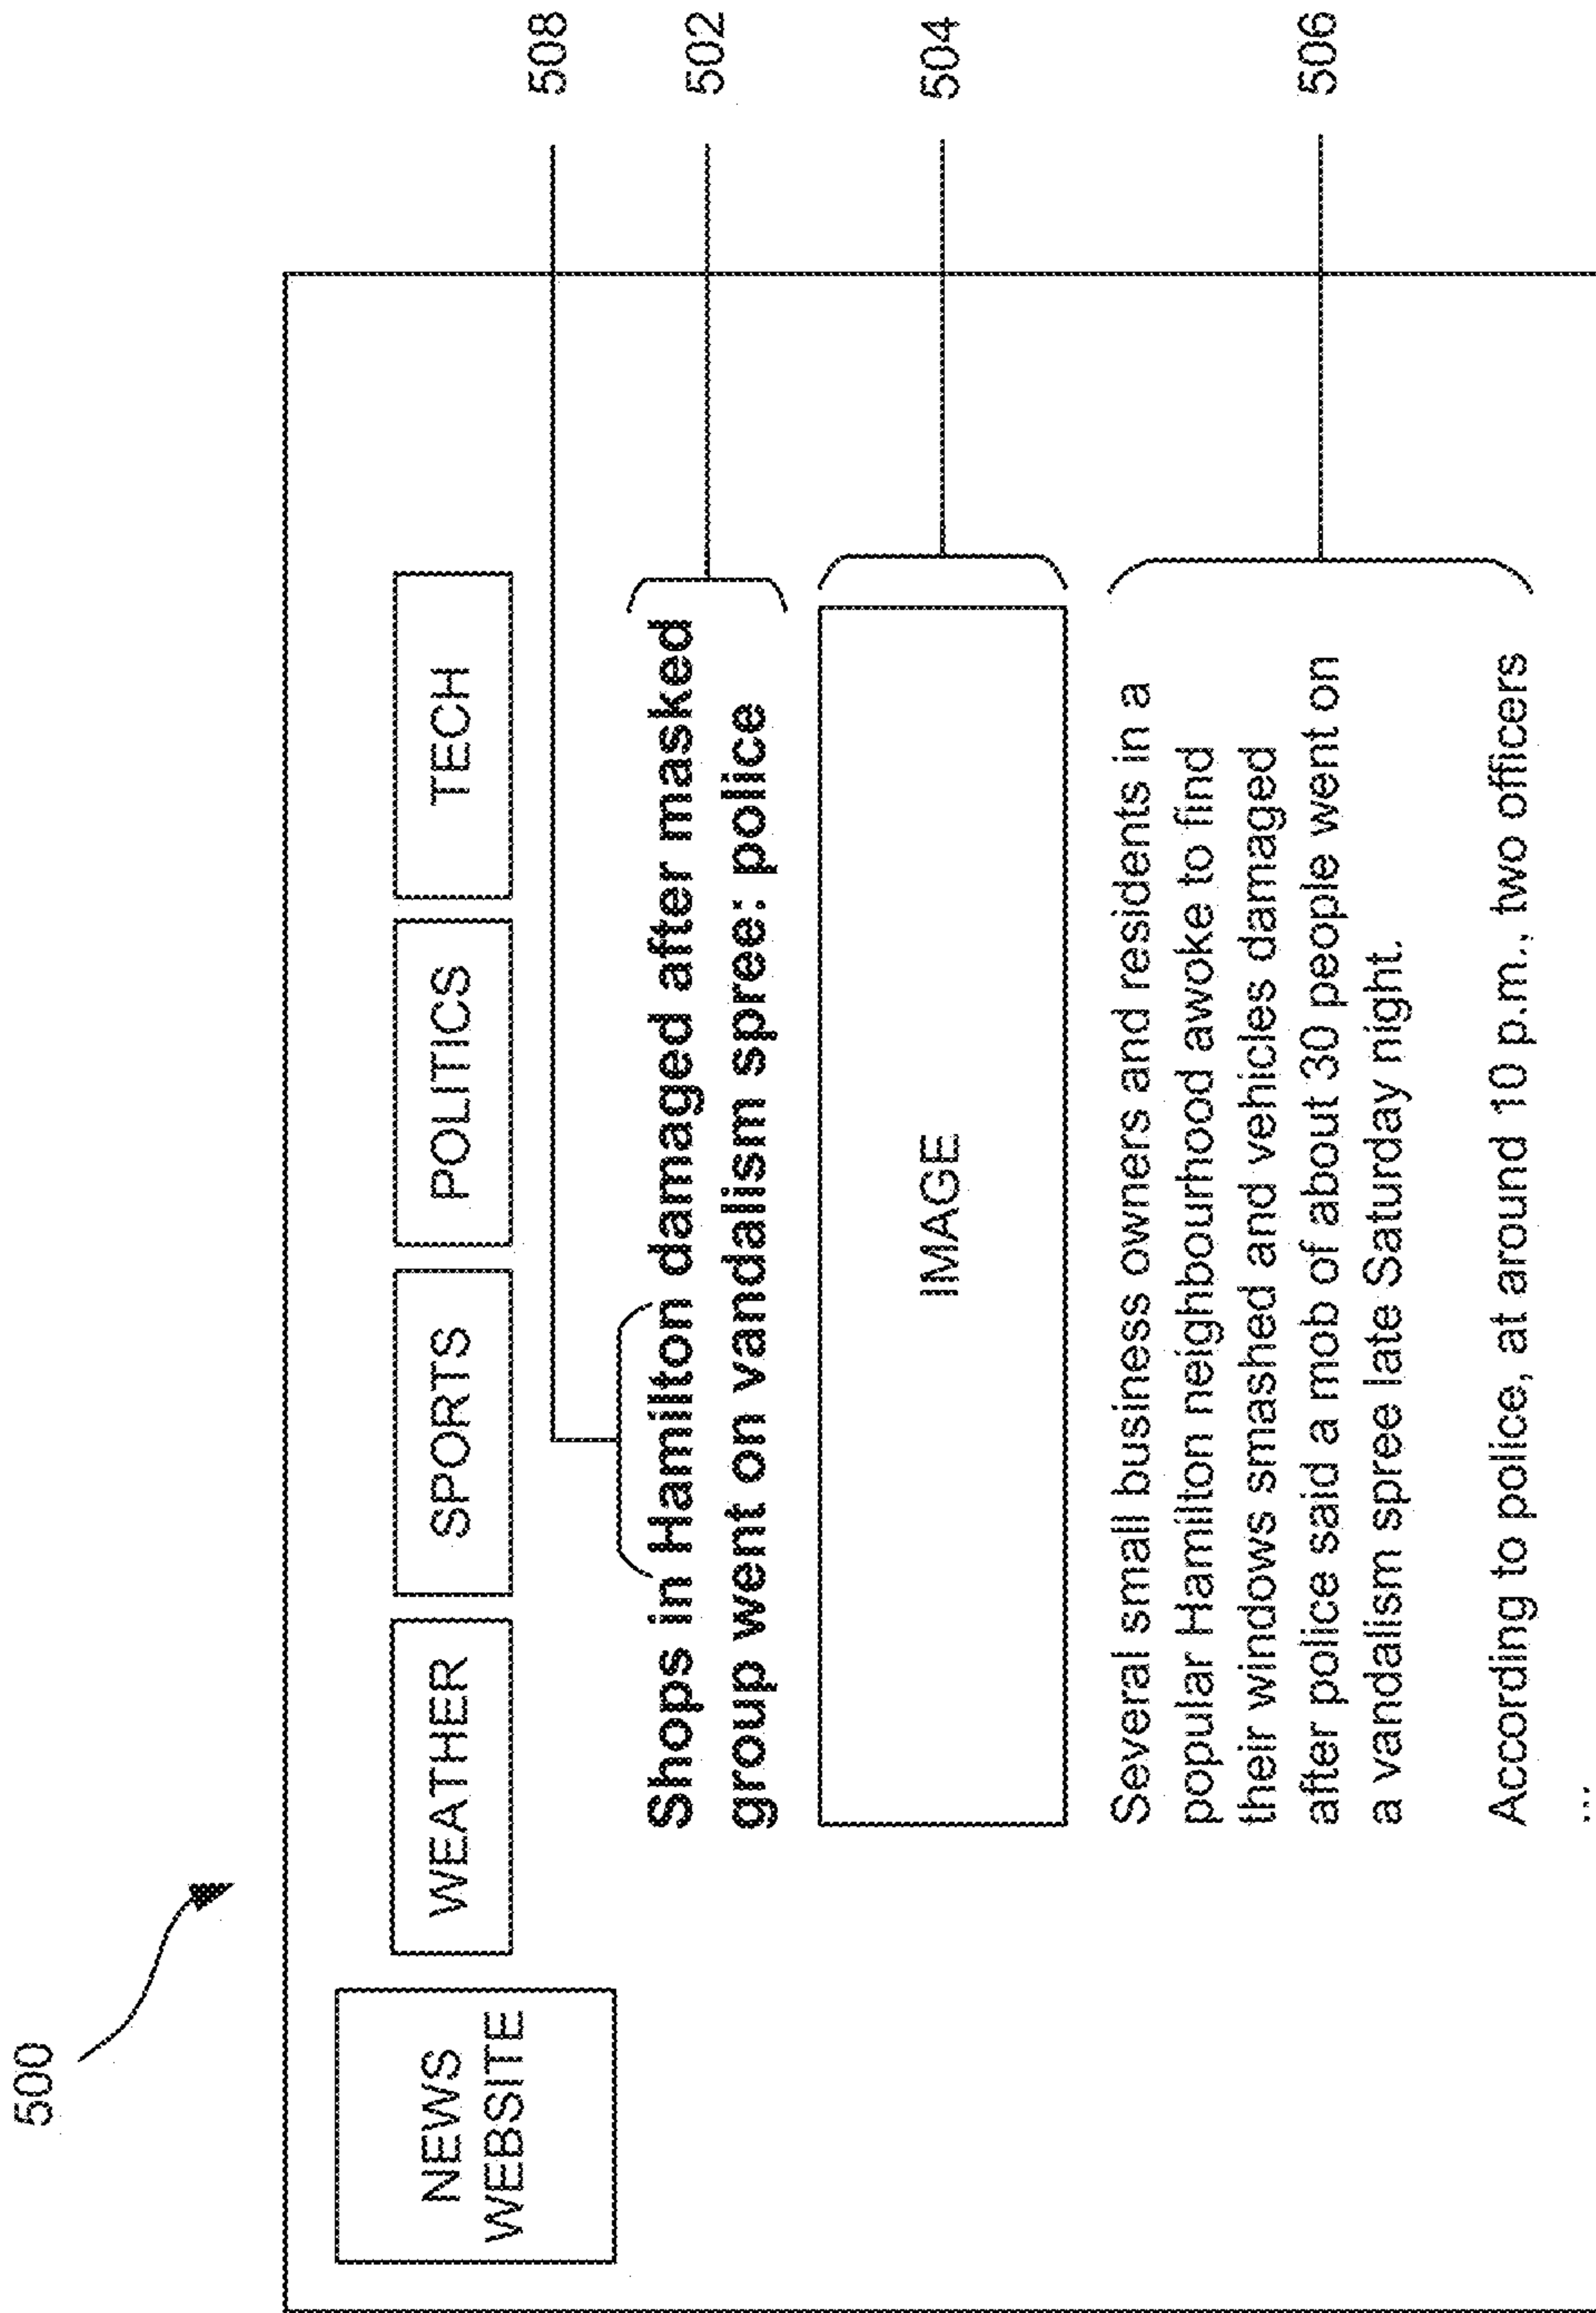 500
NEWS
WEBSITE
WEATHER
SPORTS
POLITICS
TECH
508
Shops in Hamilton damaged after masked
group went on vandalism spree: police
502
IMAGE
504
Several small business owners and residents in a
popular Hamilton neighbourhood awoke to find
their windows smashed and vehicles damaged
after police said a mob of about 30 people went on
a vandalism spree late Saturday night.
According to police, at around 10 p.m., two officers
...
506